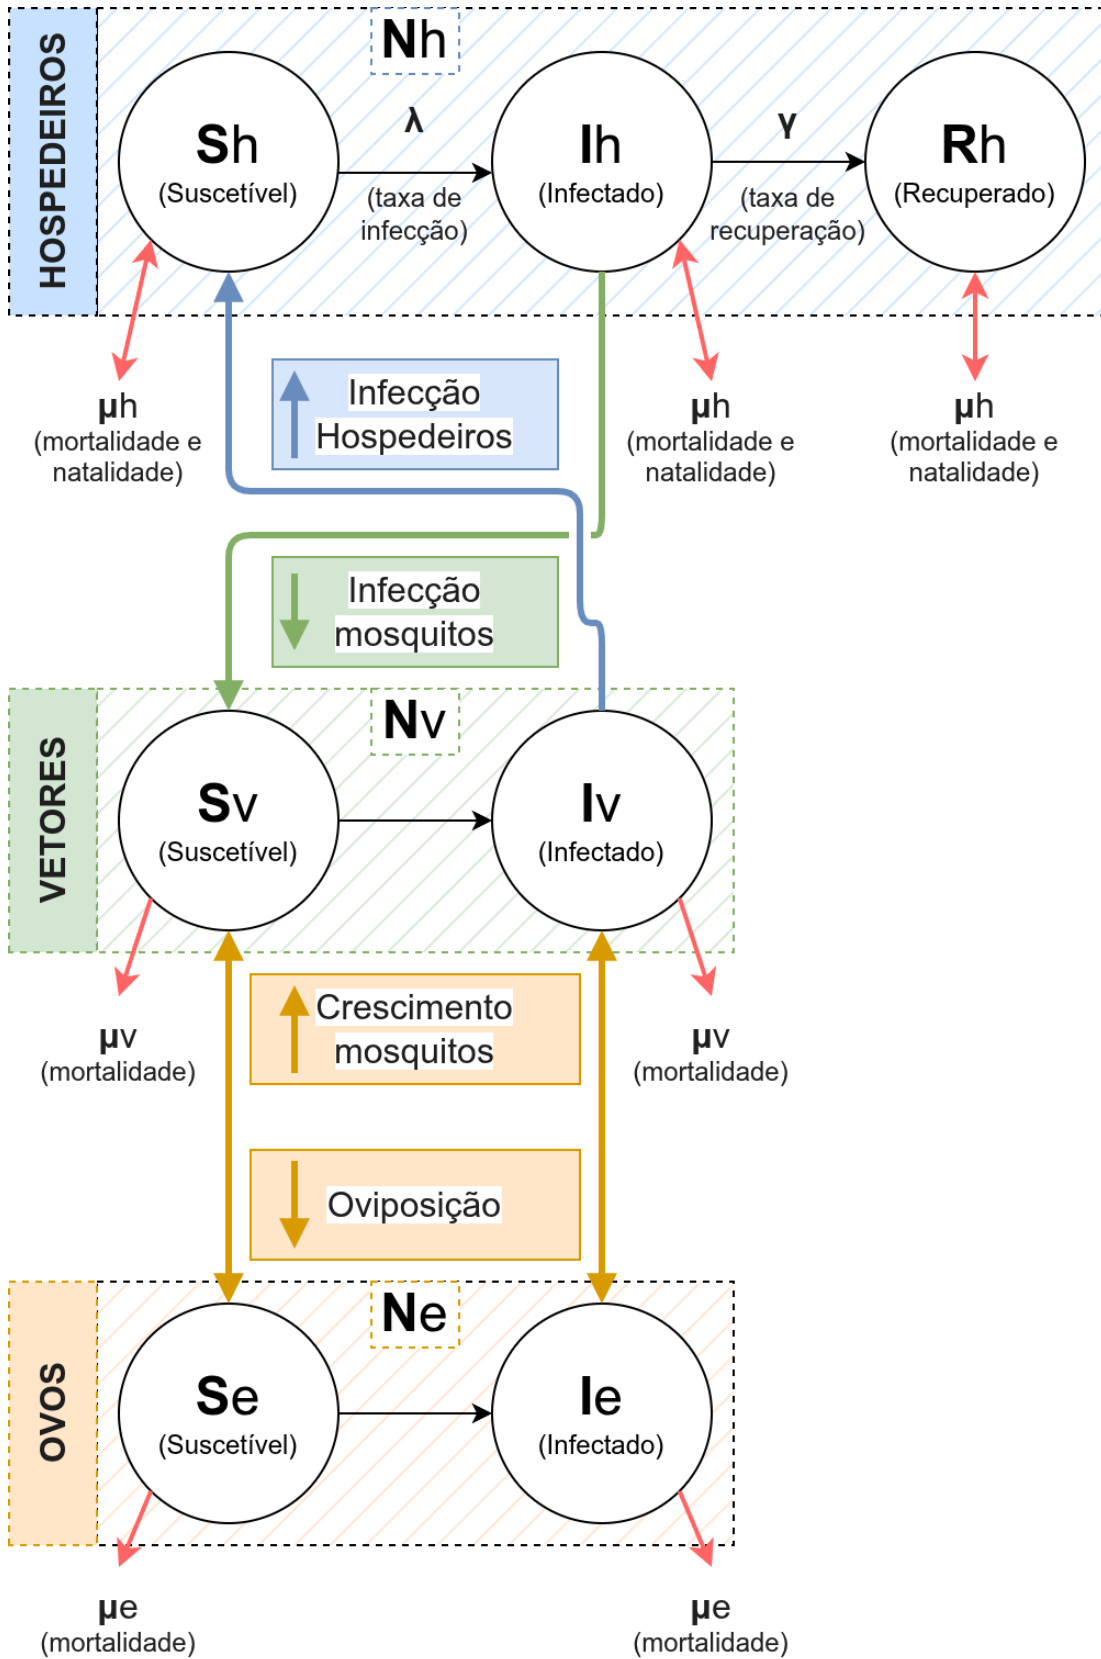 HOSPEDEIROS
Nh
Sh
(Suscetível)
λ
(taxa de
infecção)
Ih
(Infectado)
γ
(taxa de
recuperação)
Rh
(Recuperado)
μh
(mortalidade e
natalidade)
μh
(mortalidade e
natalidade)
μh
(mortalidade e
natalidade)
Infecção
Hospedeiros
Infecção
mosquitos
VETORES
Nv
Sv
(Suscetível)
Iv
(Infectado)
μv
(mortalidade)
μv
(mortalidade)
Crescimento
mosquitos
Oviposição
OVOS
Ne
Se
(Suscetível)
Ie
(Infectado)
μe
(mortalidade)
μe
(mortalidade)